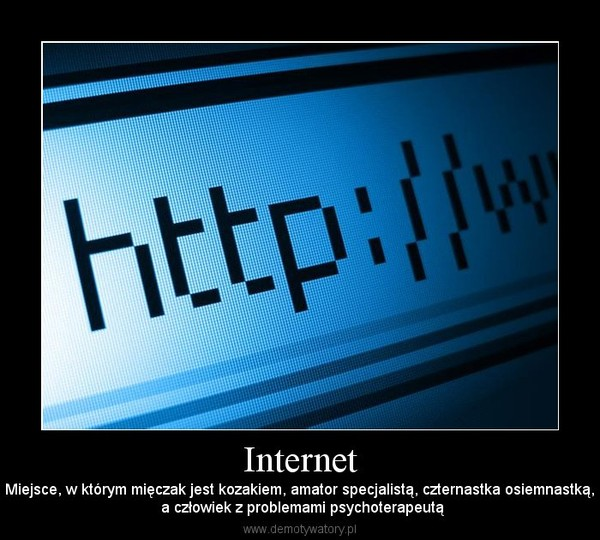 http://w
Internet
Miejsce, w którym mięczak jest kozakiem, amator specjalistą, czternastka osiemnastką,
a człowiek z problemami psychoterapeutą
www.demotywatory.pl